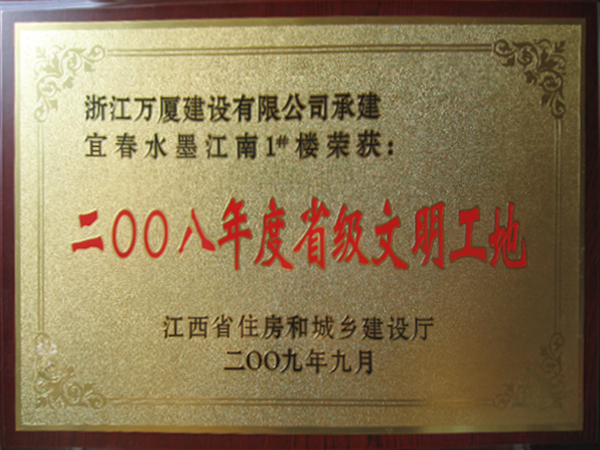 浙江万厦建设有限公司承建
宜春水墨江南1#楼荣获：
二〇〇八年度省级文明工地
江西省住房和城乡建设厅
二〇〇九年九月